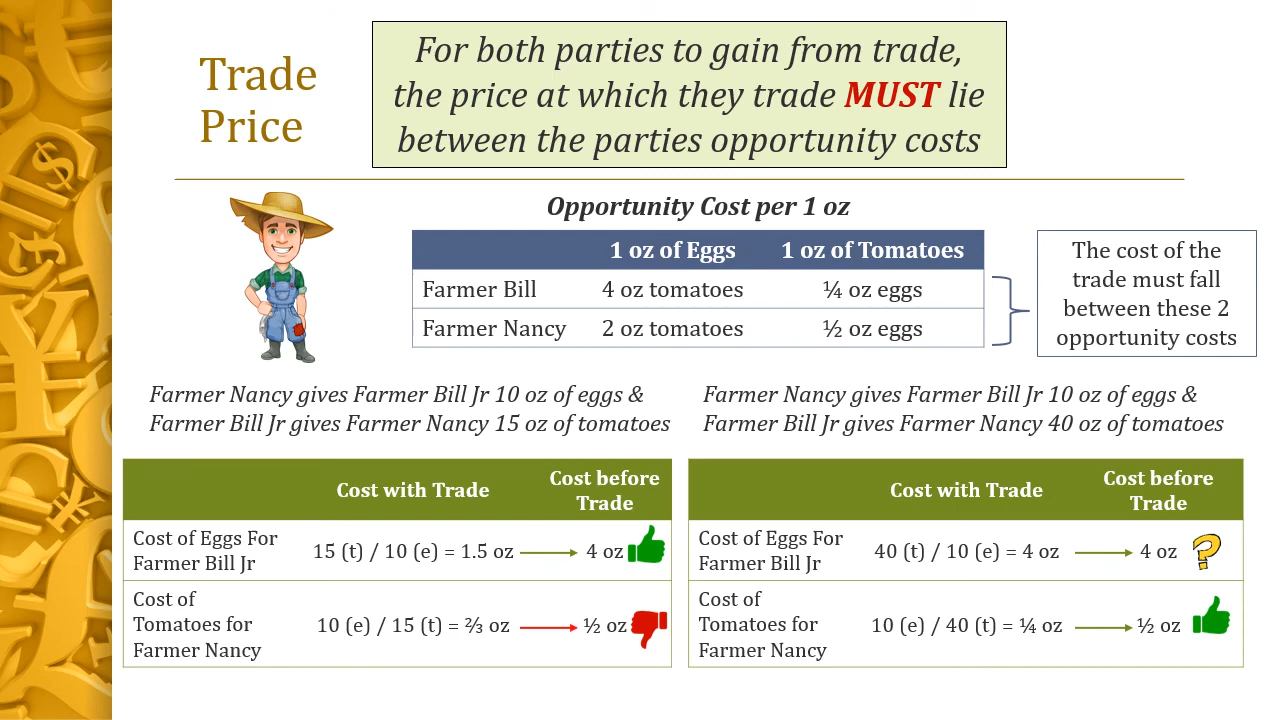 Trade
Price
For both parties to gain from trade,
the price at which they trade MUST lie
between the parties opportunity costs
Opportunity Cost per 1 oz
1 oz of Eggs 1 oz of Tomatoes
Farmer Bill 4 oz tomatoes ¼ oz eggs
Farmer Nancy 2 oz tomatoes ½ oz eggs
The cost of the
trade must fall
between these 2
opportunity costs
Farmer Nancy gives Farmer Bill Jr 10 oz of eggs &
Farmer Bill Jr gives Farmer Nancy 15 oz of tomatoes
Cost with Trade Cost before
Trade
Cost of Eggs For
Farmer Bill Jr 15 (t) / 10 (e) = 1.5 oz 4 oz
Cost of
Tomatoes for 10 (e) / 15 (t) = ⅔ oz ½ oz
Farmer Nancy
Farmer Nancy gives Farmer Bill Jr 10 oz of eggs &
Farmer Bill Jr gives Farmer Nancy 40 oz of tomatoes
Cost with Trade Cost before
Trade
Cost of Eggs For
Farmer Bill Jr 40 (t) / 10 (e) = 4 oz 4 oz ?
Cost of
Tomatoes for 10 (e) / 40 (t) = ¼ oz ½ oz
Farmer Nancy